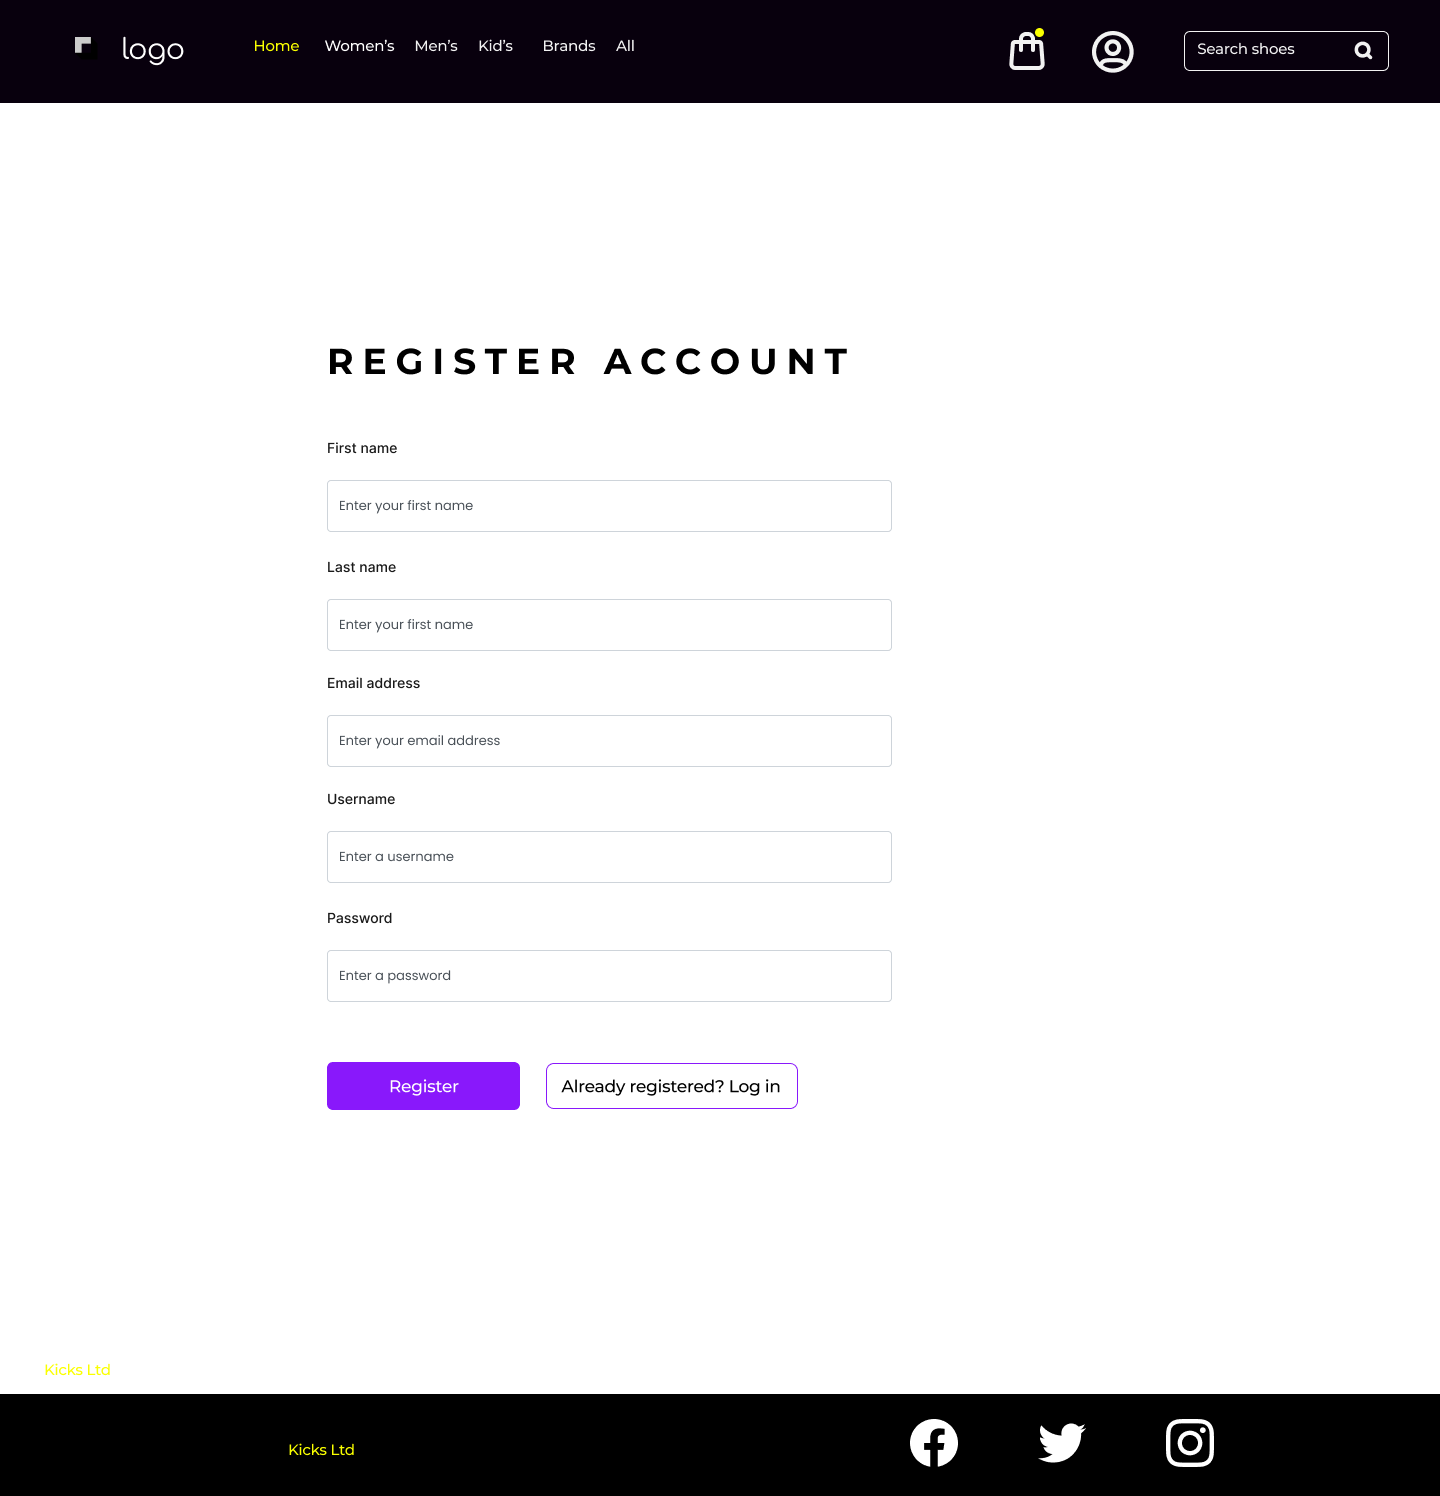 logo
Home Women’s Men’s Kid’s Brands All
Search shoes
REGISTER ACCOUNT
First name
Enter your first name
Last name
Enter your first name
Email address
Enter your email address
Username
Enter a username
Password
Enter a password
Register
Already registered? Log in
Kicks Ltd
Kicks Ltd